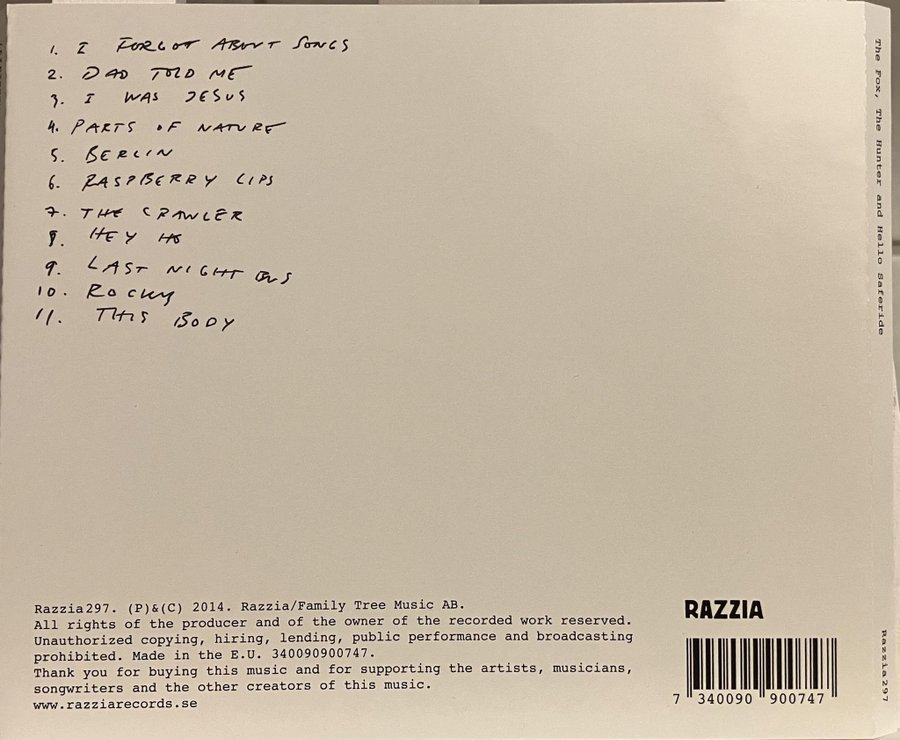 1. I FORGOT ABOUT SONGS
2. DAD TOLD ME
3. I WAS JESUS
4. PARTS OF NATURE
5. BERLIN
6. RASPBERRY LIPS
7. THE CRAWLER
8. HEY HO
9. LAST NIGHT BUS
10. ROCKY
11. THIS BODY
The Fox, The Hunter and Hello Saferide
Razzia297
Razzia297. (P)&(C) 2014. Razzia/Family Tree Music AB.
All rights of the producer and of the owner of the recorded work reserved.
Unauthorized copying, hiring, lending, public performance and broadcasting
prohibited. Made in the E.U. 340090900747.
Thank you for buying this music and for supporting the artists, musicians,
songwriters and the other creators of this music.
www.razziarecords.se
RAZZIA
7 340090 900747